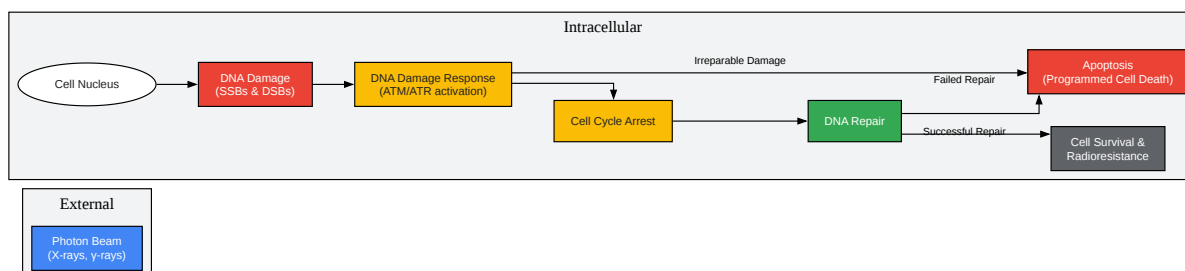 Intracellular
Cell Nucleus
DNA Damage
(SSBs & DSBs)
DNA Damage Response
(ATM/ATR activation)
Irreparable Damage
Failed Repair
Apoptosis
(Programmed Cell Death)
Cell Cycle Arrest
DNA Repair
Successful Repair
Cell Survival &
Radioresistance
External
Photon Beam
(X-rays, γ-rays)